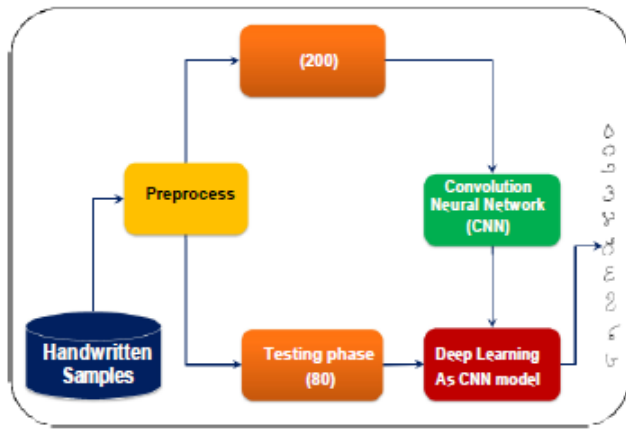 (200)
Preprocess
Convolution
Neural Network
(CNN)
Handwritten
Samples
Testing phase
(80)
Deep Learning
As CNN model